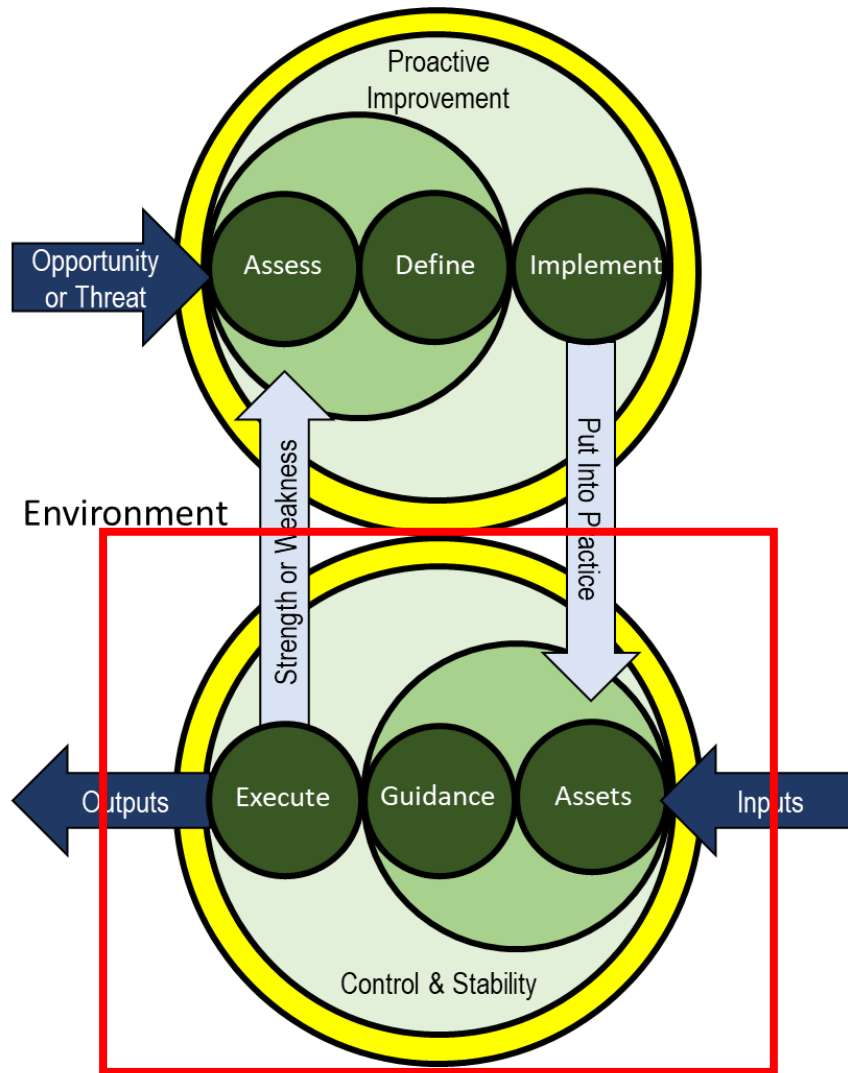 Proactive
Improvement
Opportunity
or Threat
Assess
Define
Implement
Strength or Weakness
Put Into Practice
Environment
Outputs
Execute
Guidance
Assets
Inputs
Control & Stability